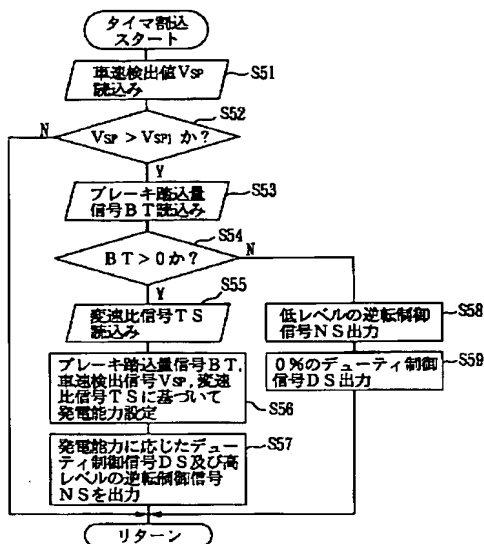 タイマ割込
スタート
車速検出値VSP
読込み
S51
S52
N
VSP>VSP1 か?
Y
ブレーキ踏込量
信号BT読込み
S53
S54
BT>0か?
N
Y
S55
変速比信号TS
読込み
低レベルの逆転制御
信号NS出力
S58
ブレーキ踏込量信号BT,
車速検出信号VSP,変速
比信号TSに基づいて
発電能力設定
S56
0%のデューティ制御
信号DS出力
S59
S57
発電能力に応じたデュー
ティ制御信号DS及び高
レベルの逆転制御信号
NSを出力
リターン